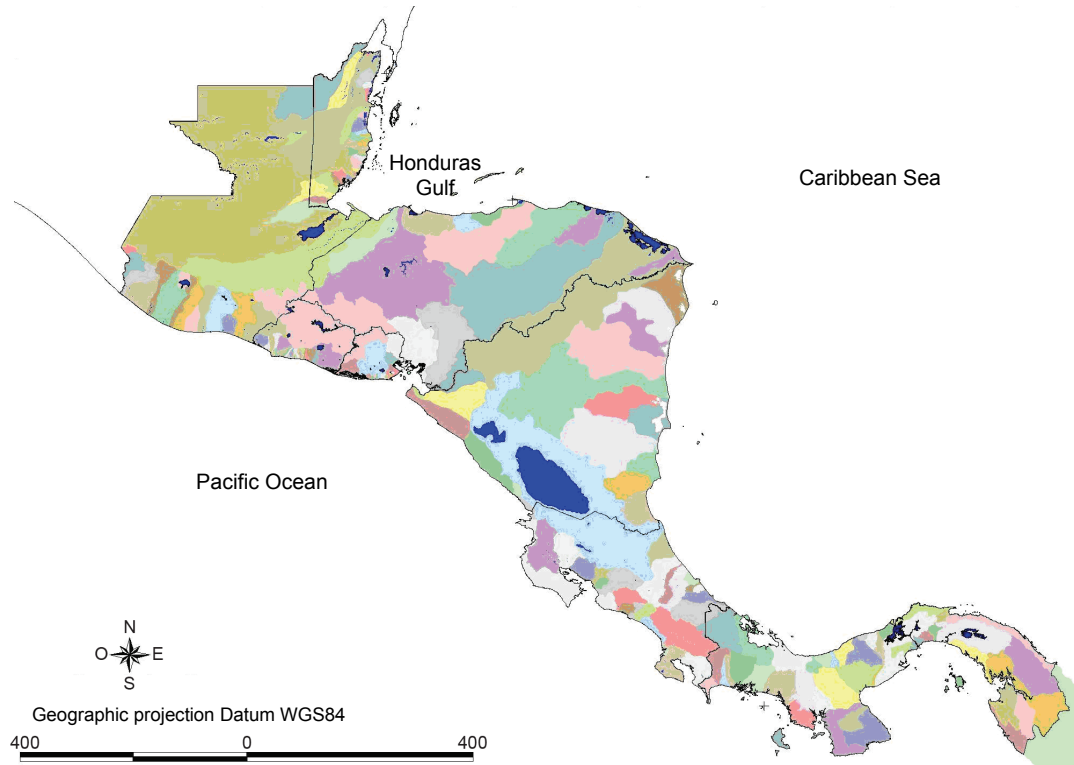 Honduras
Gulf
Caribbean Sea
Pacific Ocean
N
O E
S
Geographic projection Datum WGS84
400 0 400